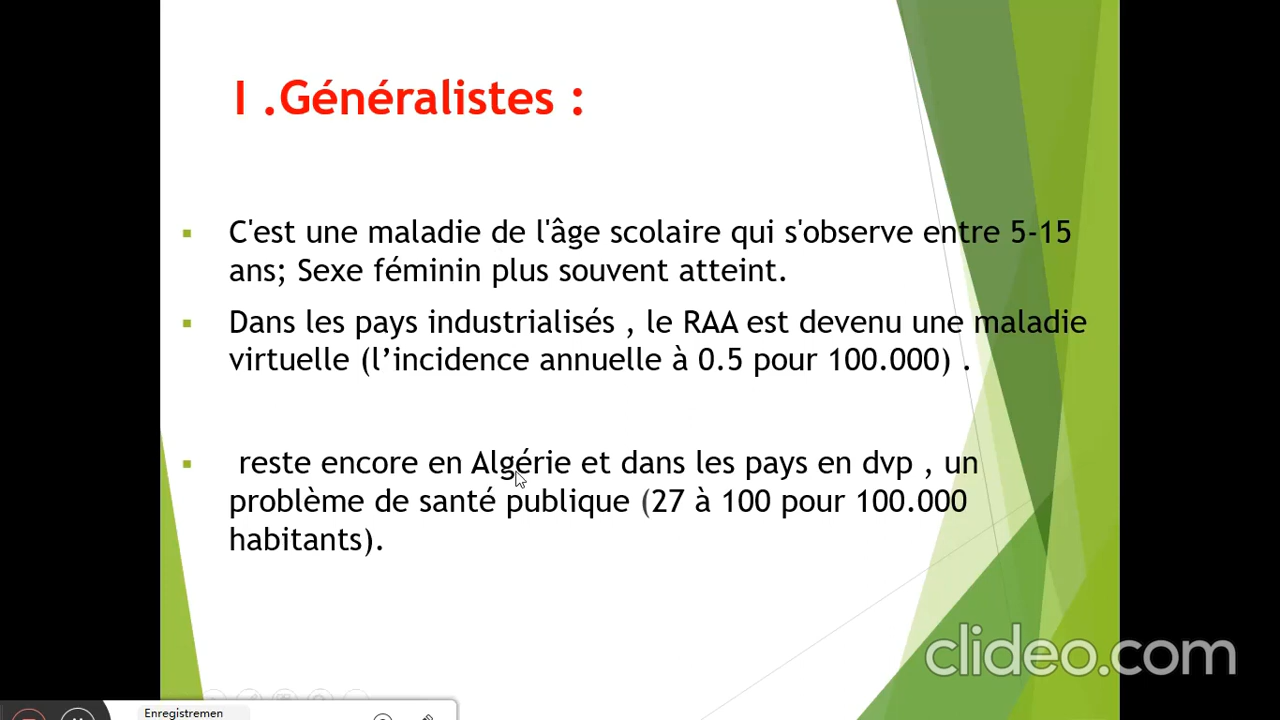 I .Généralistes :
C'est une maladie de l'âge scolaire qui s'observe entre 5-15
ans; Sexe féminin plus souvent atteint.
Dans les pays industrialisés , le RAA est devenu une maladie
virtuelle (l’incidence annuelle à 0.5 pour 100.000) .
reste encore en Algérie et dans les pays en dvp , un
problème de santé publique (27 à 100 pour 100.000
habitants).
clideo.com
Enregistremen